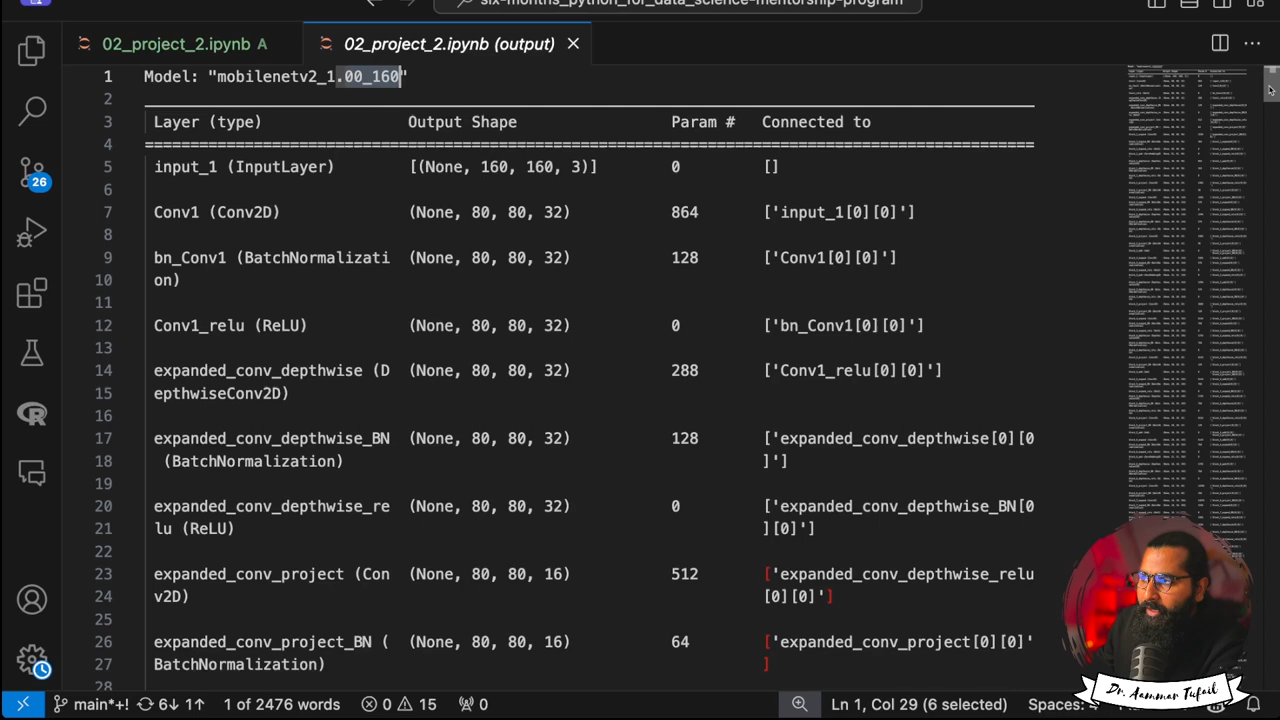 six-months_python_for_data_science-mentorship-program
02_project_2.ipynb A
02_project_2.ipynb (output)
1 Model: "mobilenetv2_1.00_160"
2
3 Layer (type) Output Shape Param # Connected to
4 ==================================================================================================
5 input_1 (InputLayer) [(None, 160, 160, 3)] 0 []
6
7 Conv1 (Conv2D) (None, 80, 80, 32) 864 ['input_1[0][0]']
8
9 bn_Conv1 (BatchNormalizati (None, 80, 80, 32) 128 ['Conv1[0][0]']
10 on)
11
12 Conv1_relu (ReLU) (None, 80, 80, 32) 0 ['bn_Conv1[0][0]']
13
14 expanded_conv_depthwise (D (None, 80, 80, 32) 288 ['Conv1_relu[0][0]']
15 epthwiseConv2D)
16
17 expanded_conv_depthwise_BN (None, 80, 80, 32) 128 ['expanded_conv_depthwise[0][0
18 (BatchNormalization) ]']
19
20 expanded_conv_depthwise_re (None, 80, 80, 32) 0 ['expanded_conv_depthwise_BN[0
21 lu (ReLU) ][0]']
22
23 expanded_conv_project (Con (None, 80, 80, 16) 512 ['expanded_conv_depthwise_relu
24 v2D) [0][0]']
25
26 expanded_conv_project_BN ( (None, 80, 80, 16) 64 ['expanded_conv_project[0][0]'
27 BatchNormalization) ]
28
26
Dr. Aammar Tufail
main*+! 6↓ 1↑ 1 of 2476 words 0 0 1 Ln 1, Col 29 (6 selected) Spaces: